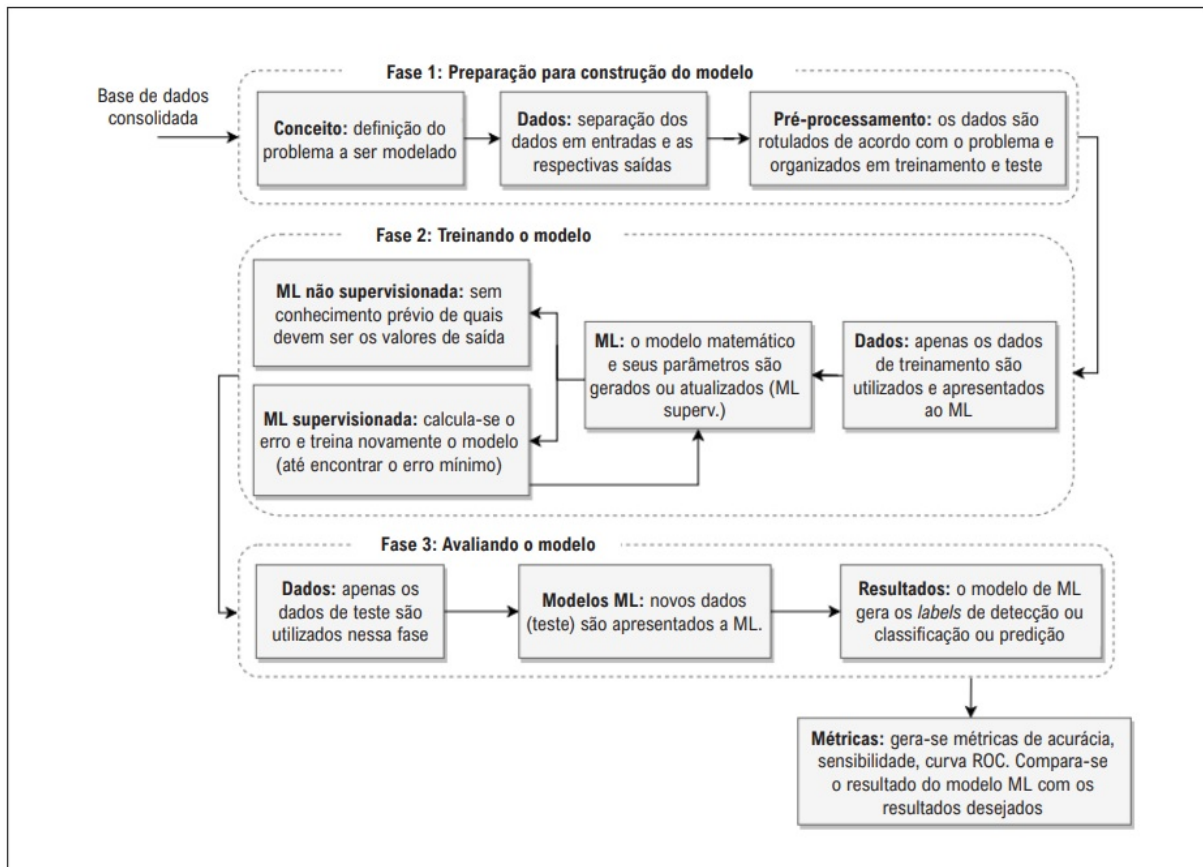 Fase 1: Preparação para construção do modelo
Base de dados
consolidada
Conceito: definição do
problema a ser modelado
Dados: separação dos
dados em entradas e as
respectivas saídas
Pré-processamento: os dados são
rotulados de acordo com o problema e
organizados em treinamento e teste
Fase 2: Treinando o modelo
ML não supervisionada: sem
conhecimento prévio de quais
devem ser os valores de saída
ML supervisionada: calcula-se o
erro e treina novamente o modelo
(até encontrar o erro mínimo)
ML: o modelo matemático
e seus parâmetros são
gerados ou atualizados (ML
superv.)
Dados: apenas os dados
de treinamento são
utilizados e apresentados
ao ML
Fase 3: Avaliando o modelo
Dados: apenas os
dados de teste são
utilizados nessa fase
Modelos ML: novos dados
(teste) são apresentados a ML.
Resultados: o modelo de ML
gera os labels de detecção ou
classificação ou predição
Métricas: gera-se métricas de acurácia,
sensibilidade, curva ROC. Compara-se
o resultado do modelo ML com os
resultados desejados